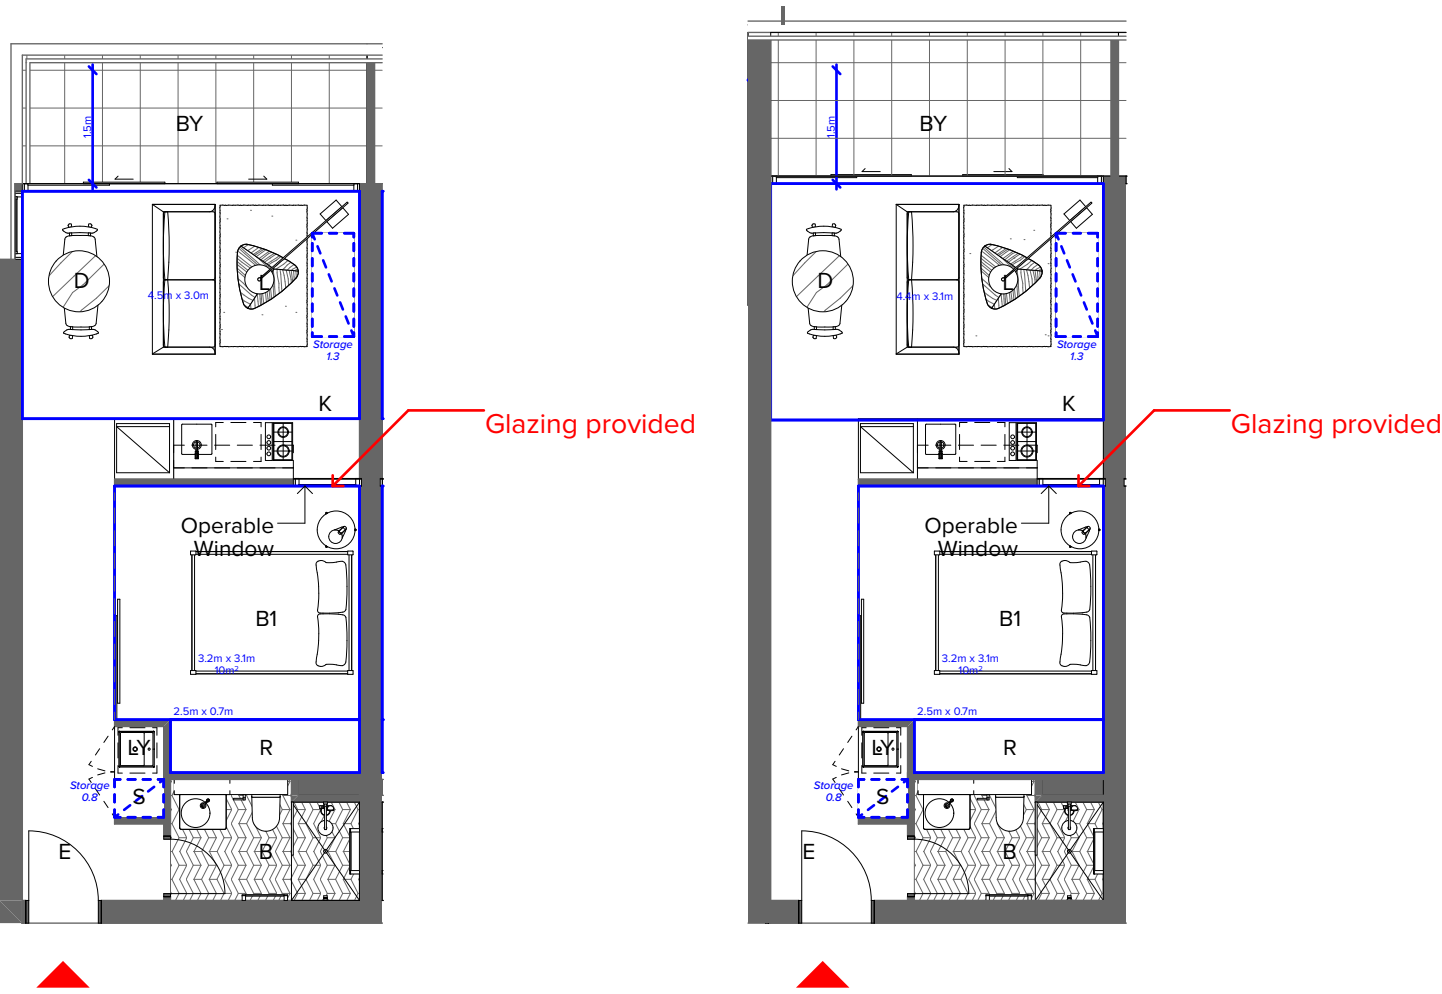 BY
1.5m
D
L
4.5m x 3.0m
Storage
1.3
K
Glazing provided
Operable
Window
B1
3.2m x 3.1m
10m²
2.5m x 0.7m
LY
R
Storage
0.8
S
E
B
BY
1.5m
D
L
4.4m x 3.1m
Storage
1.3
K
Glazing provided
Operable
Window
B1
3.2m x 3.1m
10m²
2.5m x 0.7m
LY
R
Storage
0.8
S
E
B